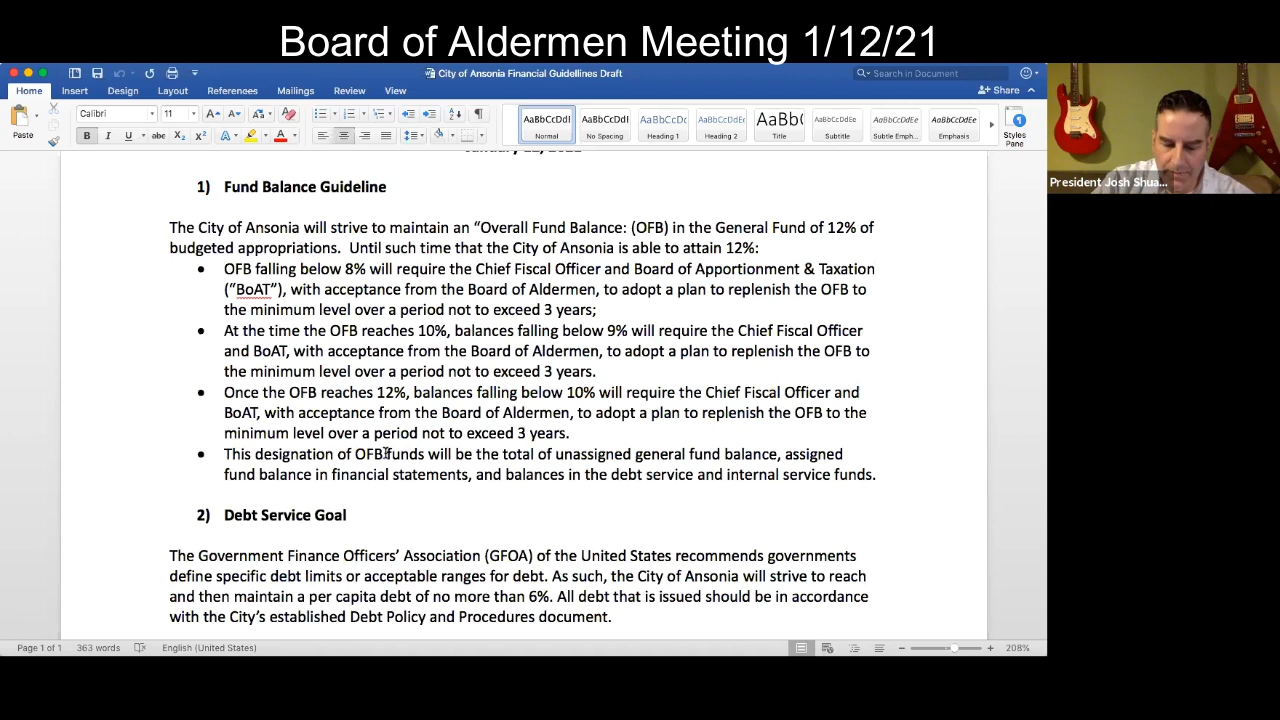 Board of Aldermen Meeting 1/12/21
City of Ansonia Financial Guidellnes Draft
Search in Document
Home Insert Design Layout References Mailings Review View
Share
Paste
Calibri 11
B I U abc X₂ X² A A
AaBbCcDdI AaBbCcDdI AaBbCcDc AaBbCcDdE AaBbC AaBbCcDdE AaBbCcDdEe AaBbCcDdEe
Normal No Spacing Heading 1 Heading 2 Title Subtitle Subtle Emph... Emphasis
Styles
Pane
1) Fund Balance Guideline
The City of Ansonia will strive to maintain an “Overall Fund Balance: (OFB) in the General Fund of 12% of
budgeted appropriations. Until such time that the City of Ansonia is able to attain 12%:
• OFB falling below 8% will require the Chief Fiscal Officer and Board of Apportionment & Taxation
(“BoAT”), with acceptance from the Board of Aldermen, to adopt a plan to replenish the OFB to
the minimum level over a period not to exceed 3 years;
• At the time the OFB reaches 10%, balances falling below 9% will require the Chief Fiscal Officer
and BoAT, with acceptance from the Board of Aldermen, to adopt a plan to replenish the OFB to
the minimum level over a period not to exceed 3 years.
• Once the OFB reaches 12%, balances falling below 10% will require the Chief Fiscal Officer and
BoAT, with acceptance from the Board of Aldermen, to adopt a plan to replenish the OFB to the
minimum level over a period not to exceed 3 years.
• This designation of OFB funds will be the total of unassigned general fund balance, assigned
fund balance in financial statements, and balances in the debt service and internal service funds.
2) Debt Service Goal
The Government Finance Officers’ Association (GFOA) of the United States recommends governments
define specific debt limits or acceptable ranges for debt. As such, the City of Ansonia will strive to reach
and then maintain a per capita debt of no more than 6%. All debt that is issued should be in accordance
with the City’s established Debt Policy and Procedures document.
Page 1 of 1 363 words English (United States) 208%
President Josh Shua...